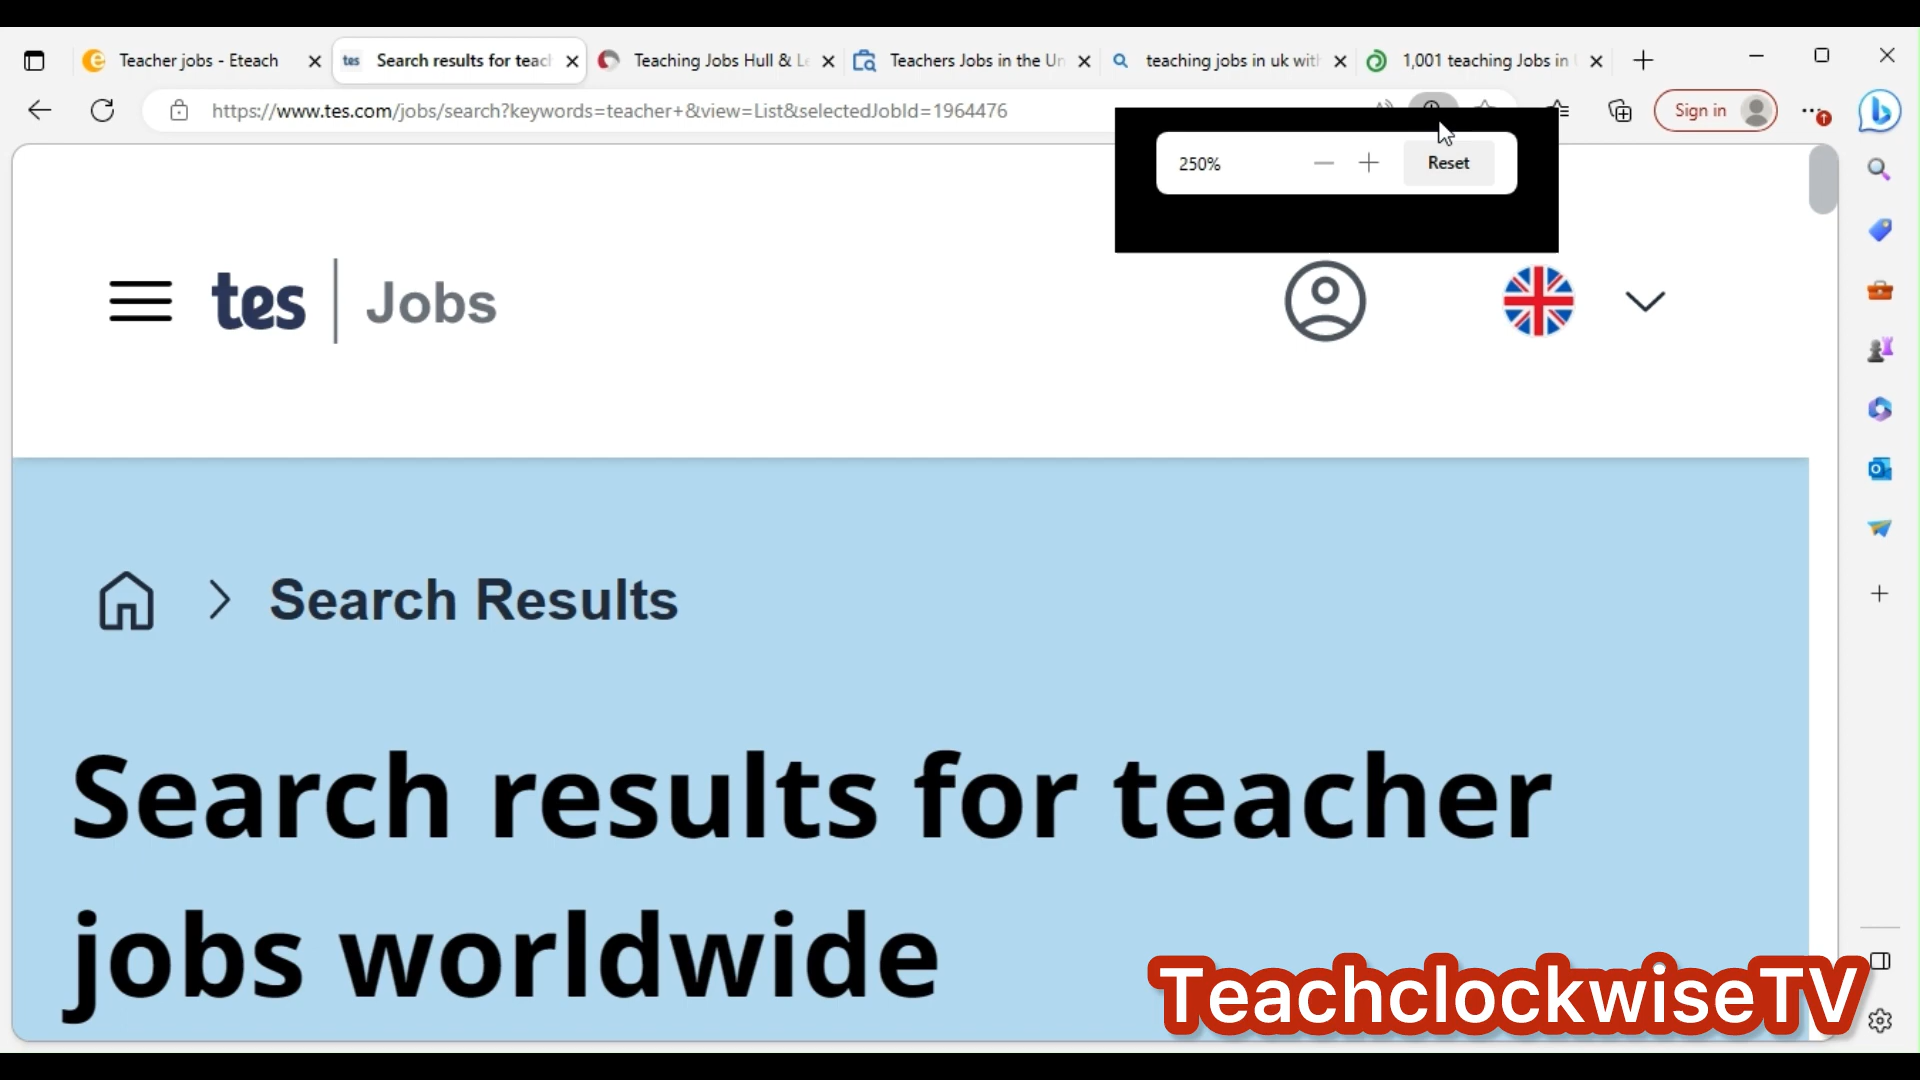 Teacher jobs - Eteach
tes Search results for teac
Teaching Jobs Hull & L
Teachers Jobs in the Un
teaching jobs in uk with
1,001 teaching Jobs in
https://www.tes.com/jobs/search?keywords=teacher+&view=List&selectedJobId=1964476
Sign in
250%
Reset
tes Jobs
Search Results
Search results for teacher
jobs worldwide
TeachclockwiseTV